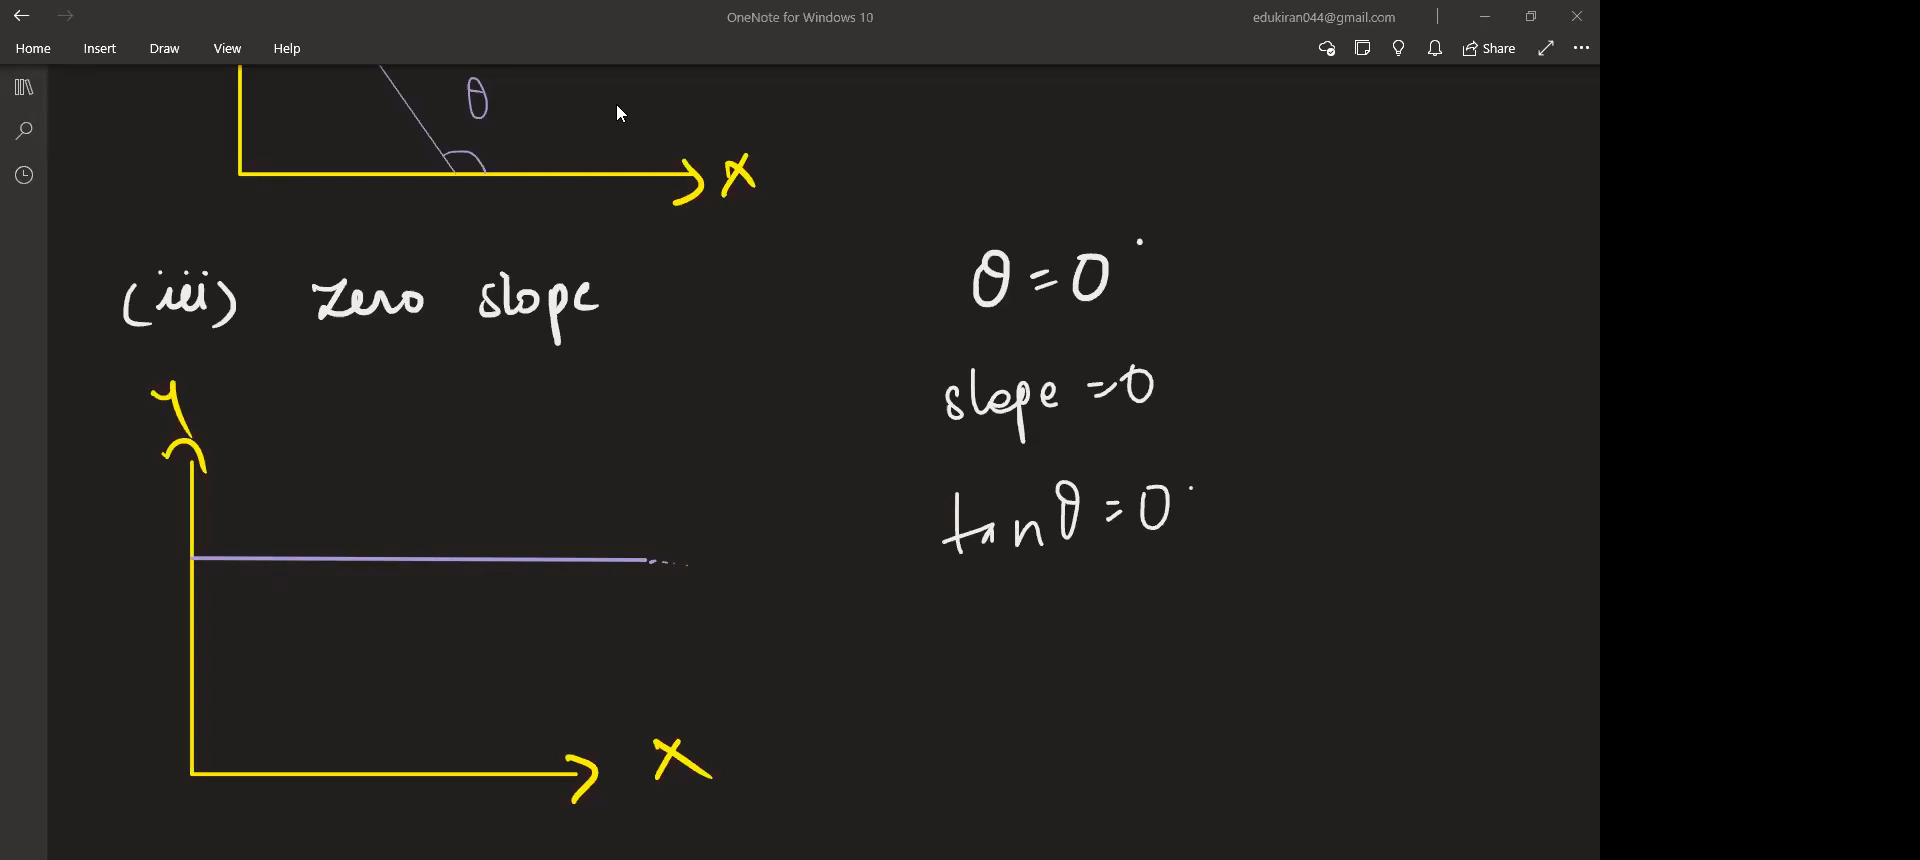 OneNote for Windows 10
edukiran044@gmail.com
Home Insert Draw View Help
Share
θ
X
(iii) Zero slope
θ = 0
slope = 0
tan θ = 0
Y
X